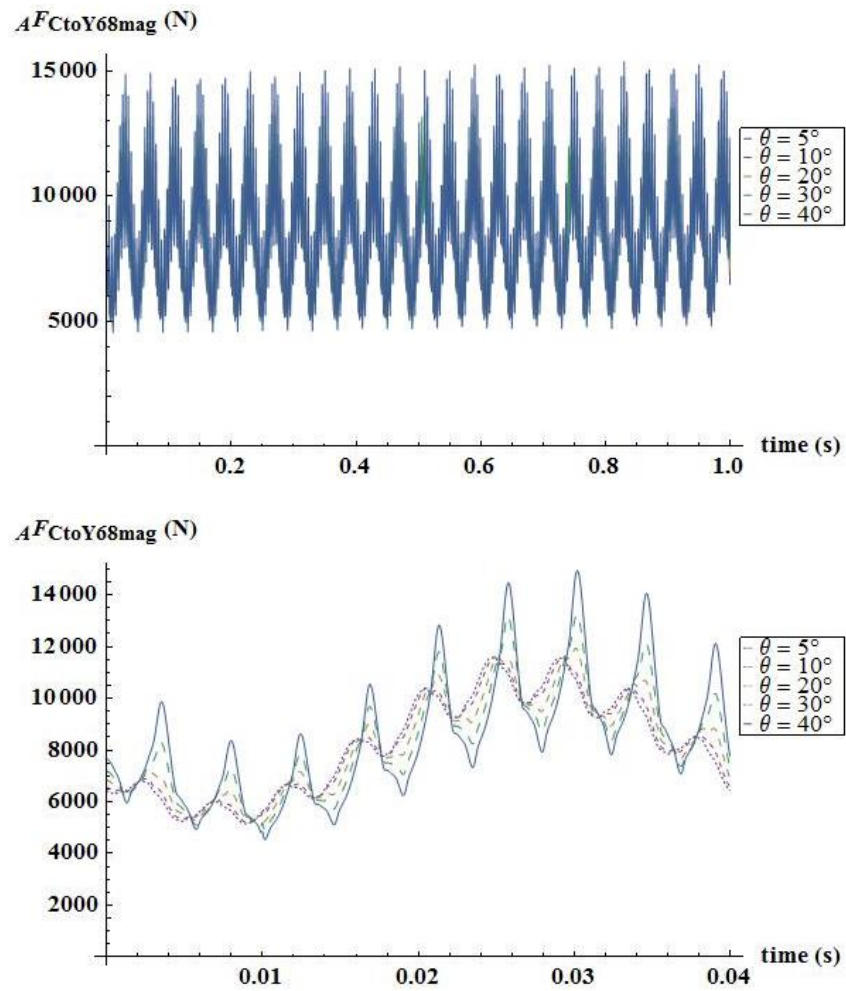 AFCtoY68mag (N)
15000
10000
5000
0.2 0.4 0.6 0.8 1.0
time (s)
θ = 5°
θ = 10°
θ = 20°
θ = 30°
θ = 40°
AFCtoY68mag (N)
14000
12000
10000
8000
6000
4000
2000
0.01 0.02 0.03 0.04
time (s)
θ = 5°
θ = 10°
θ = 20°
θ = 30°
θ = 40°